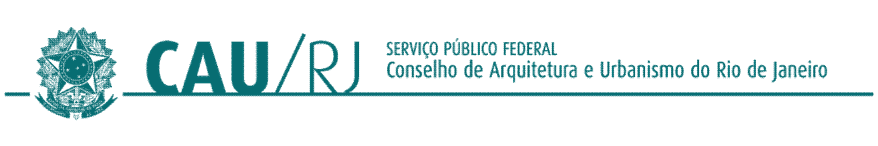 CAU/RJ
SERVIÇO PÚBLICO FEDERAL
Conselho de Arquitetura e Urbanismo do Rio de Janeiro